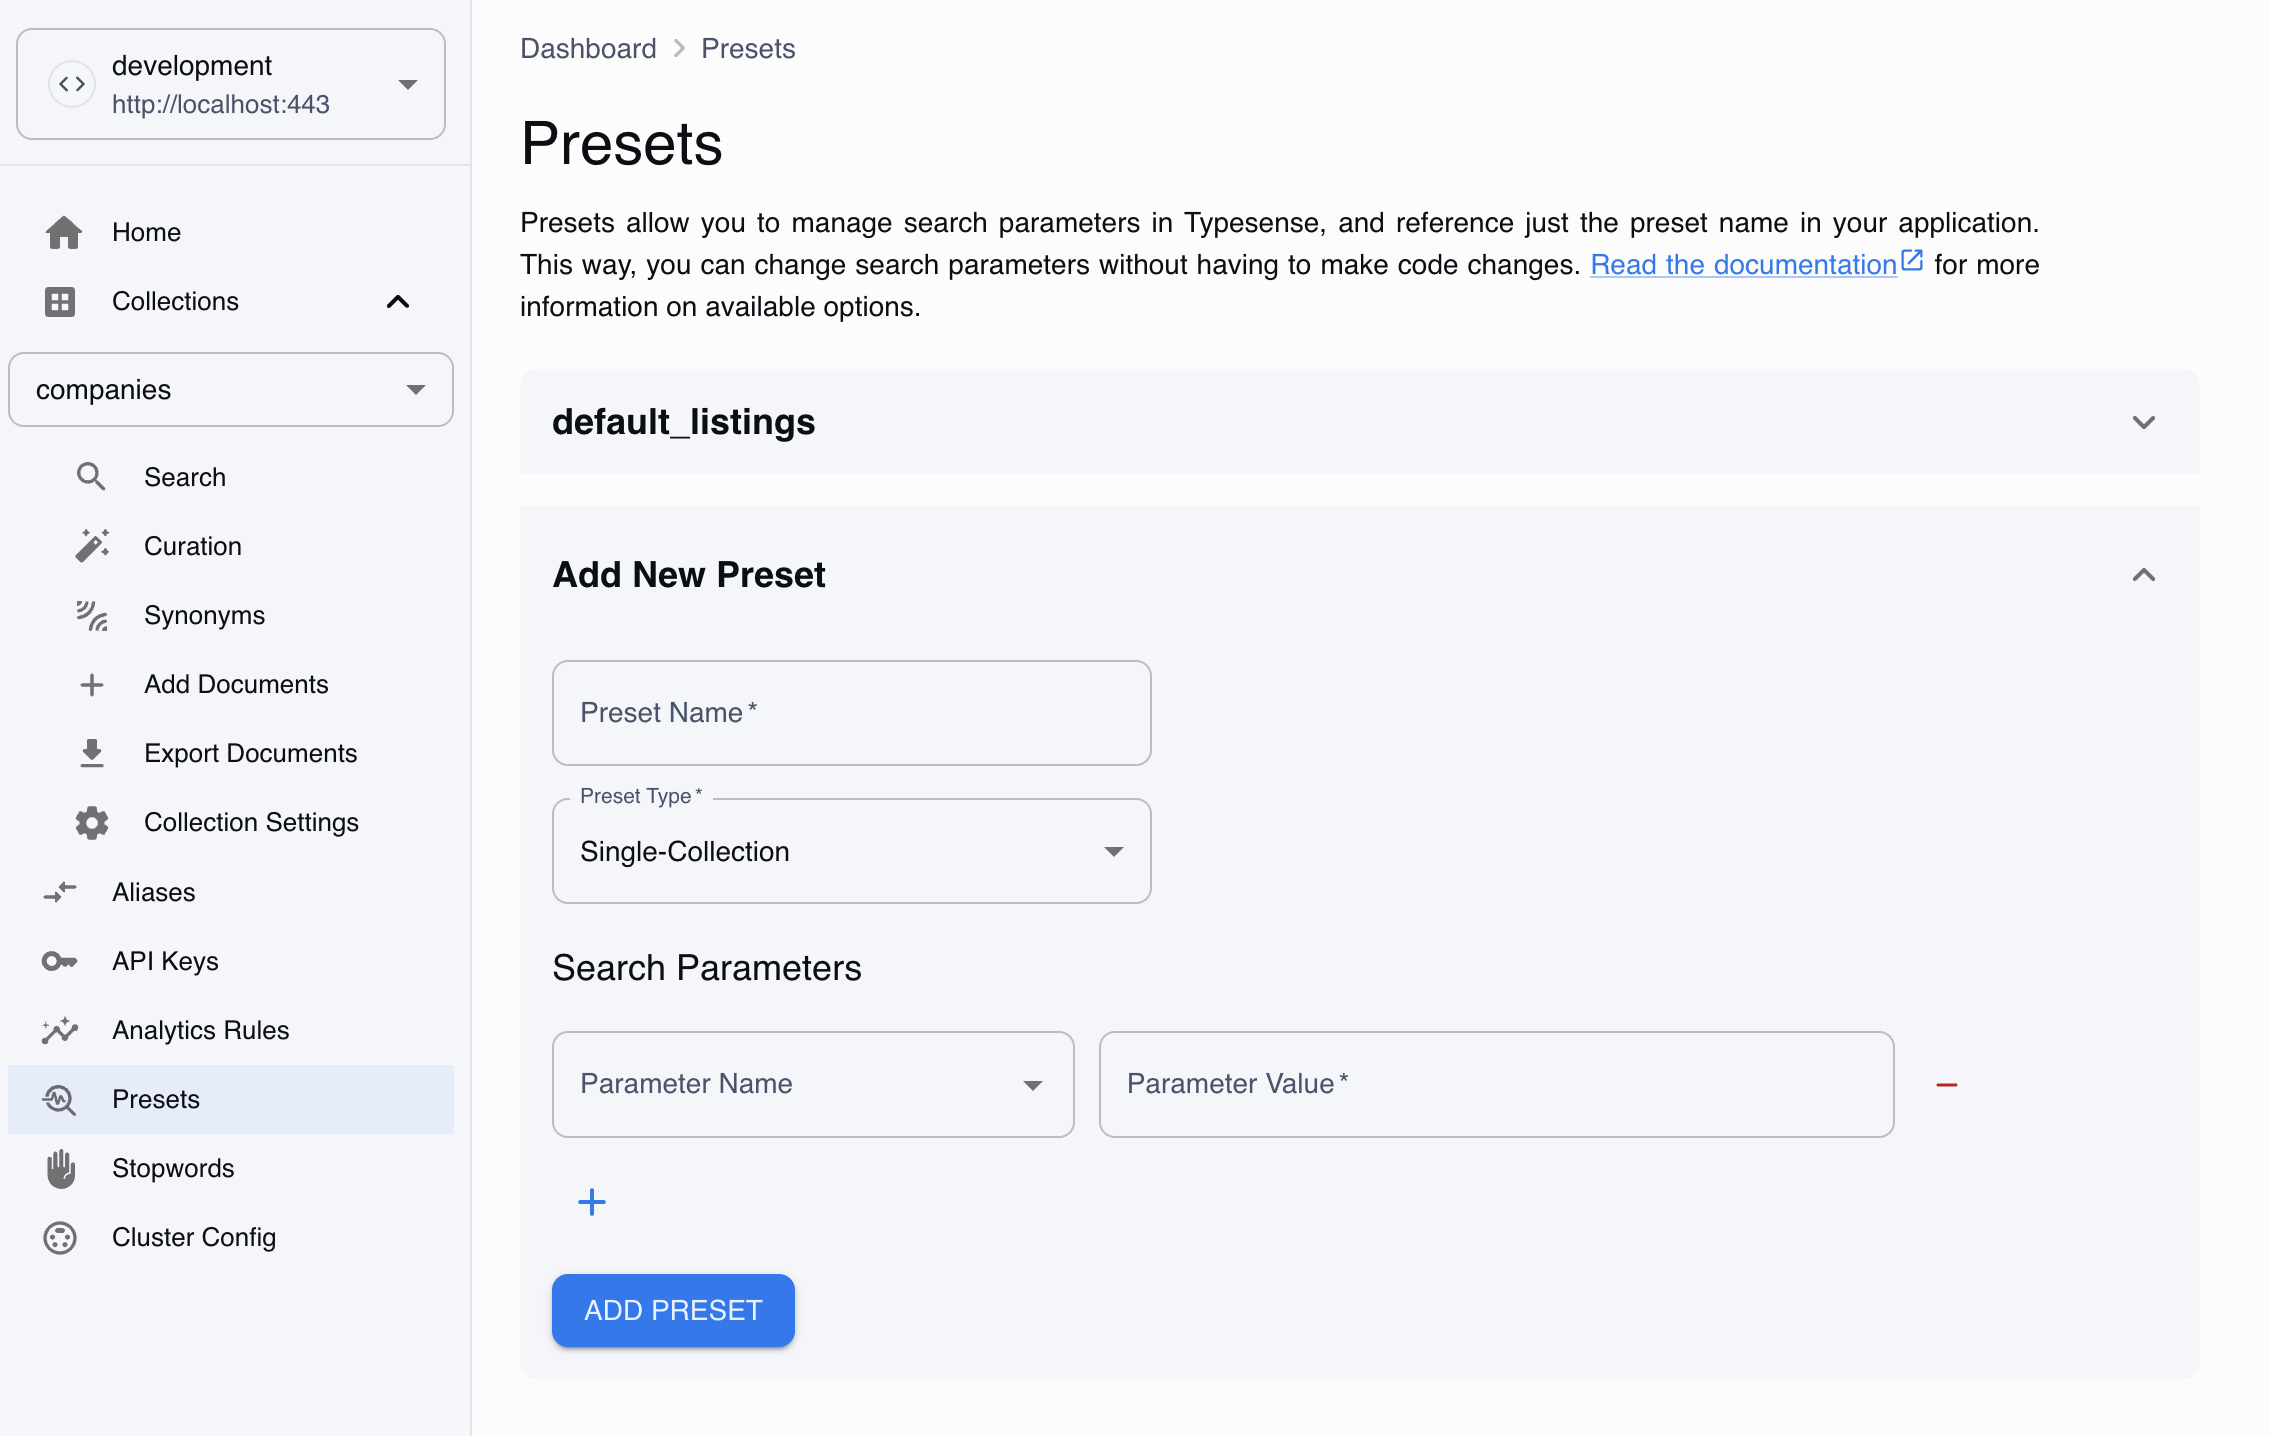 development
http://localhost:443
Home
Collections
companies
Search
Curation
Synonyms
Add Documents
Export Documents
Collection Settings
Aliases
API Keys
Analytics Rules
Presets
Stopwords
Cluster Config
Dashboard > Presets
Presets
Presets allow you to manage search parameters in Typesense, and reference just the preset name in your application.
This way, you can change search parameters without having to make code changes. Read the documentation for more
information on available options.
default_listings
Add New Preset
Preset Name *
Preset Type *
Single-Collection
Search Parameters
Parameter Name
Parameter Value *
ADD PRESET